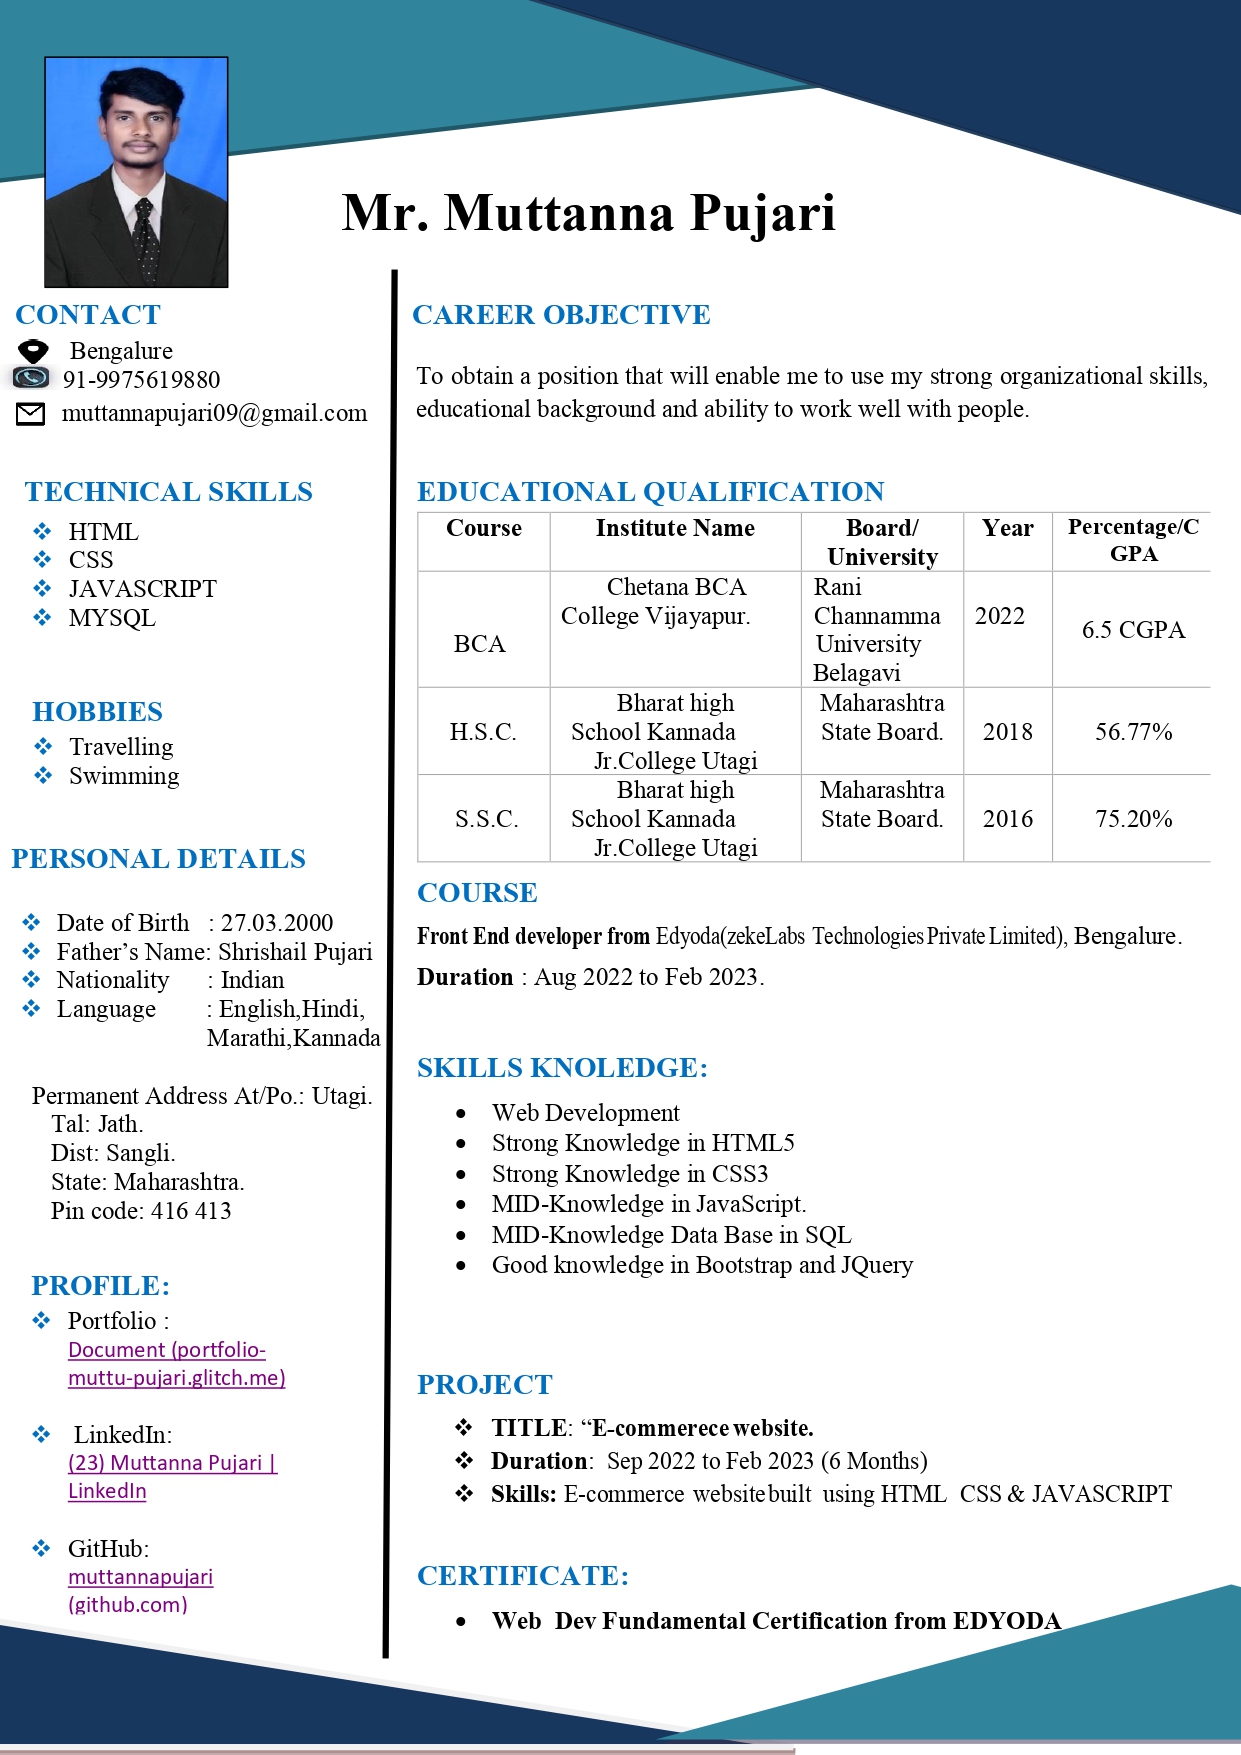 Mr. Muttanna Pujari
CONTACT
Bengalure
91-9975619880
muttannapujari09@gmail.com
TECHNICAL SKILLS
HTML
CSS
JAVASCRIPT
MYSQL
HOBBIES
Travelling
Swimming
PERSONAL DETAILS
Date of Birth : 27.03.2000
Father’s Name: Shrishail Pujari
Nationality : Indian
Language : English,Hindi,
Marathi,Kannada
Permanent Address At/Po.: Utagi.
Tal: Jath.
Dist: Sangli.
State: Maharashtra.
Pin code: 416 413
PROFILE:
Portfolio :
Document (portfolio-
muttu-pujari.glitch.me)
LinkedIn:
(23) Muttanna Pujari |
LinkedIn
GitHub:
muttannapujari
(github.com)
CAREER OBJECTIVE
To obtain a position that will enable me to use my strong organizational skills,
educational background and ability to work well with people.
EDUCATIONAL QUALIFICATION
Course Institute Name Board/ University Year Percentage/C GPA
BCA Chetana BCA College Vijayapur. Rani Channamma University Belagavi 2022 6.5 CGPA
H.S.C. Bharat high School Kannada Jr.College Utagi Maharashtra State Board. 2018 56.77%
S.S.C. Bharat high School Kannada Jr.College Utagi Maharashtra State Board. 2016 75.20%
COURSE
Front End developer from Edyoda(zekeLabs Technologies Private Limited), Bengalure.
Duration : Aug 2022 to Feb 2023.
SKILLS KNOLEDGE:
Web Development
Strong Knowledge in HTML5
Strong Knowledge in CSS3
MID-Knowledge in JavaScript.
MID-Knowledge Data Base in SQL
Good knowledge in Bootstrap and JQuery
PROJECT
TITLE: “E-commerece website.
Duration: Sep 2022 to Feb 2023 (6 Months)
Skills: E-commerce website built using HTML CSS & JAVASCRIPT
CERTIFICATE:
Web Dev Fundamental Certification from EDYODA